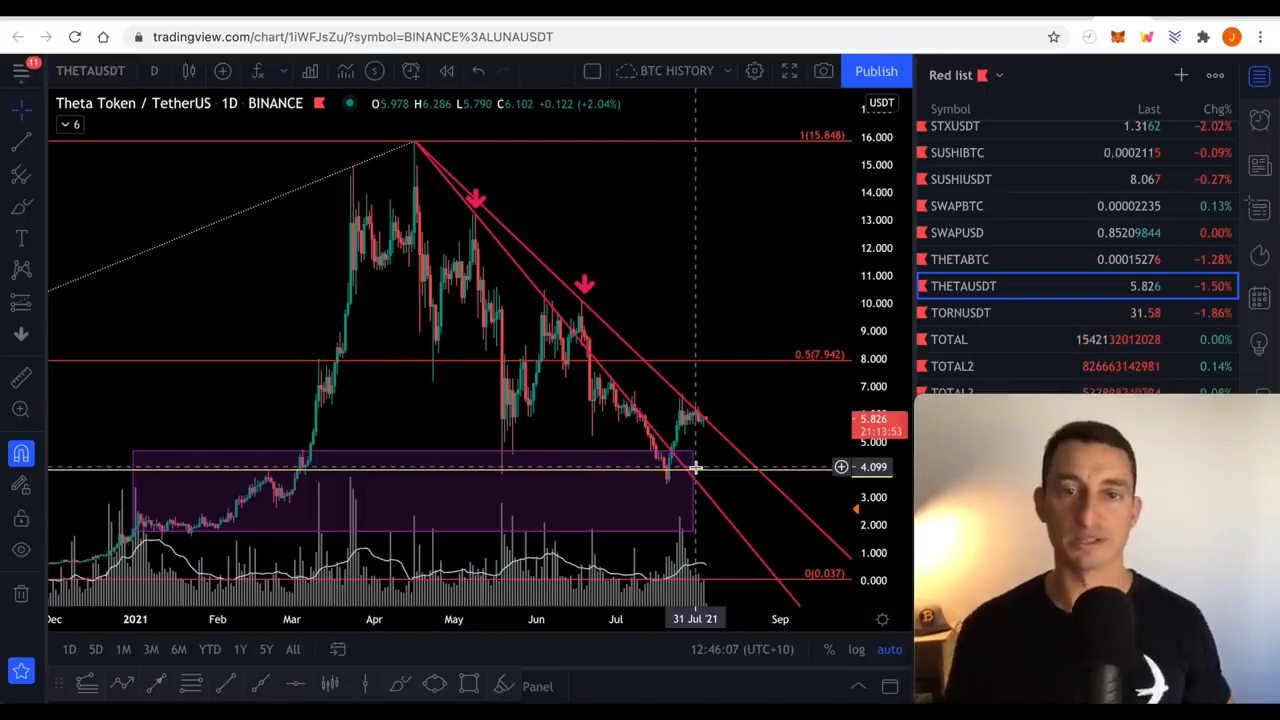 tradingview.com/chart/1iWFJsZu/?symbol=BINANCE%3ALUNAUSDT
J
11
THETAUSDT D
BTC HISTORY
Publish
Red list
Theta Token / TetherUS · 1D · BINANCE O5.978 H6.286 L5.790 C6.102 +0.122 (+2.04%)
USDT
6
Symbol Last Chg%
STXUSDT 1.3162 −2.02%
SUSHIBTC 0.0002115 −0.09%
SUSHIUSDT 8.067 −0.27%
SWAPBTC 0.00002235 0.13%
SWAPUSD 0.85209844 0.00%
THETABTC 0.00015276 −1.28%
THETAUSDT 5.826 −1.50%
TORNUSDT 31.58 −1.86%
TOTAL 1542132012028 0.00%
TOTAL2 826663142981 0.14%
1(15.848)
0.5(7.942)
0(0.037)
16.000
15.000
14.000
13.000
12.000
11.000
10.000
9.000
8.000
7.000
5.826
21:13:53
5.000
4.099
3.000
2.000
1.000
0.000
Dec 2021 Feb Mar Apr May Jun Jul 31 Jul '21 Sep
1D 5D 1M 3M 6M YTD 1Y 5Y All
12:46:07 (UTC+10) % log auto
Panel